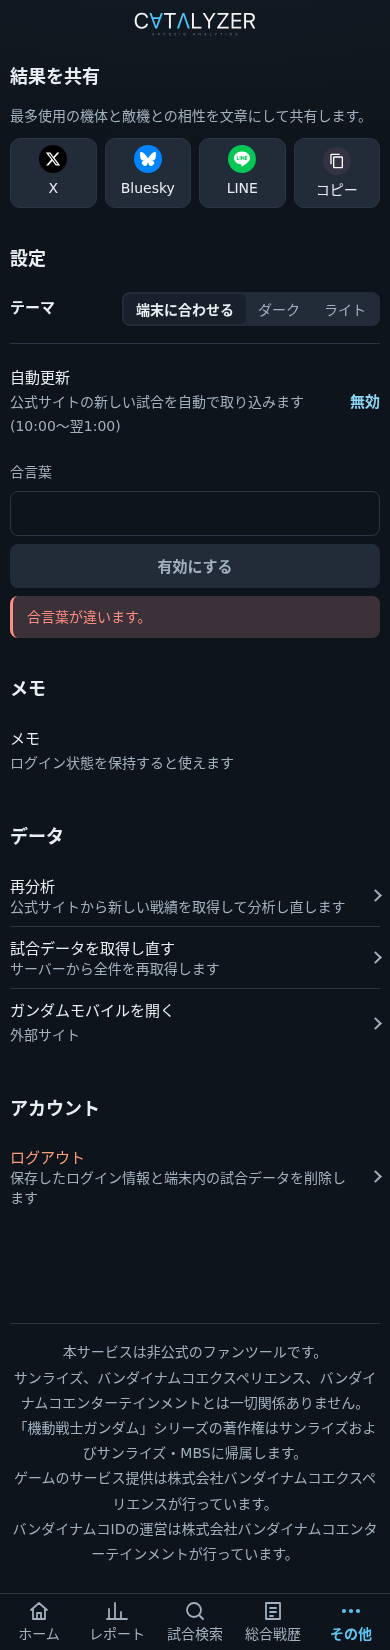 CATALYZER
結果を共有
最多使用の機体と敵機との相性を文章にして共有します。
X
Bluesky
LINE
コピー
設定
テーマ
端末に合わせる
ダーク
ライト
自動更新
公式サイトの新しい試合を自動で取り込みます
(10:00〜翌1:00)
無効
合言葉
有効にする
合言葉が違います。
メモ
メモ
ログイン状態を保持すると使えます
データ
再分析
公式サイトから新しい戦績を取得して分析し直します
試合データを取得し直す
サーバーから全件を再取得します
ガンダムモバイルを開く
外部サイト
アカウント
ログアウト
保存したログイン情報と端末内の試合データを削除し
ます
本サービスは非公式のファンツールです。
サンライズ、バンダイナムコエクスペリエンス、バンダイ
ナムコエンターテインメントとは一切関係ありません。
「機動戦士ガンダム」シリーズの著作権はサンライズおよ
びサンライズ・MBSに帰属します。
ゲームのサービス提供は株式会社バンダイナムコエクスペ
リエンスが行っています。
バンダイナムコIDの運営は株式会社バンダイナムコエンタ
ーテインメントが行っています。
ホーム
レポート
試合検索
総合戦歴
その他